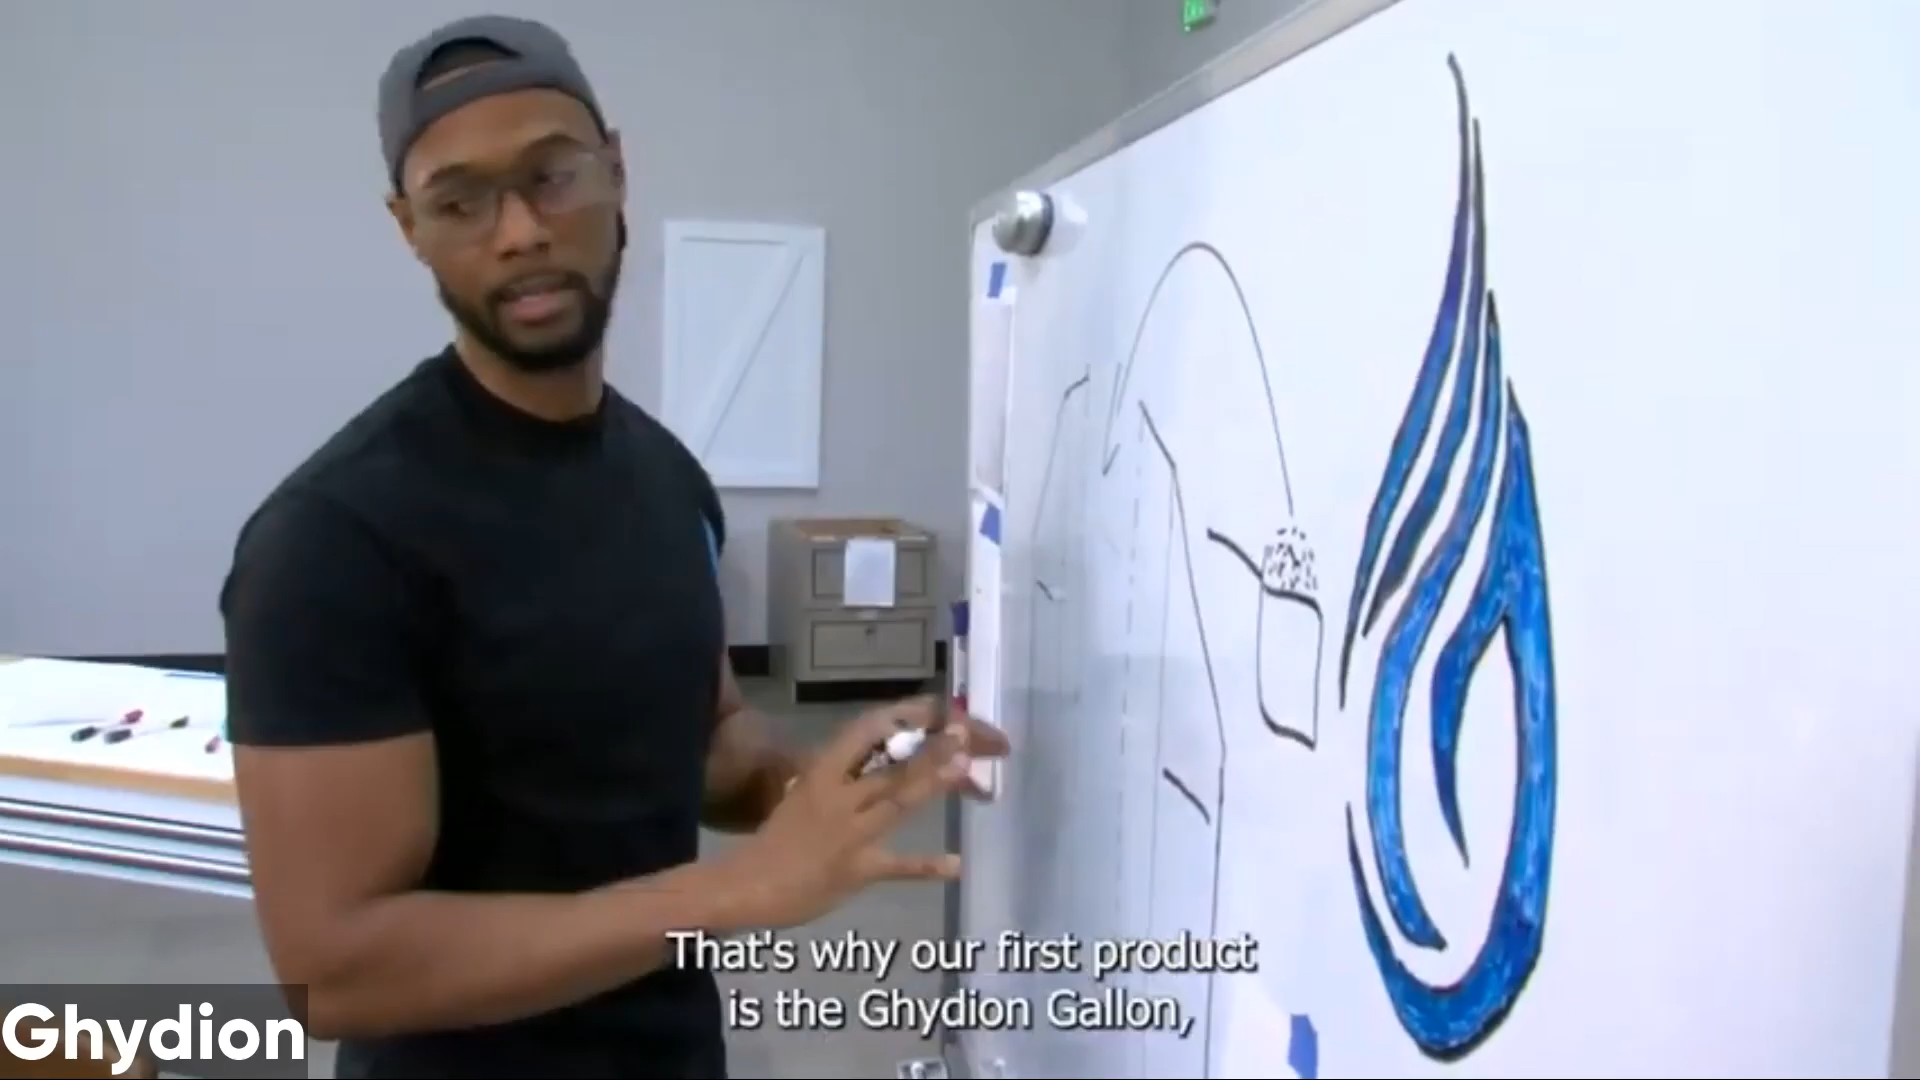 That's why our first product
is the Ghydion Gallon,
Ghydion